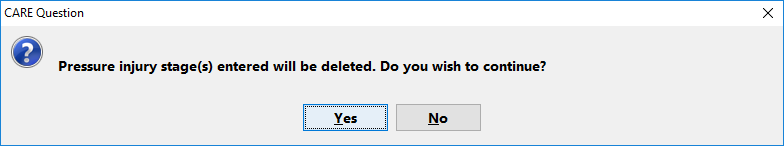 CARE Question
Pressure injury stage(s) entered will be deleted. Do you wish to continue?
Yes No